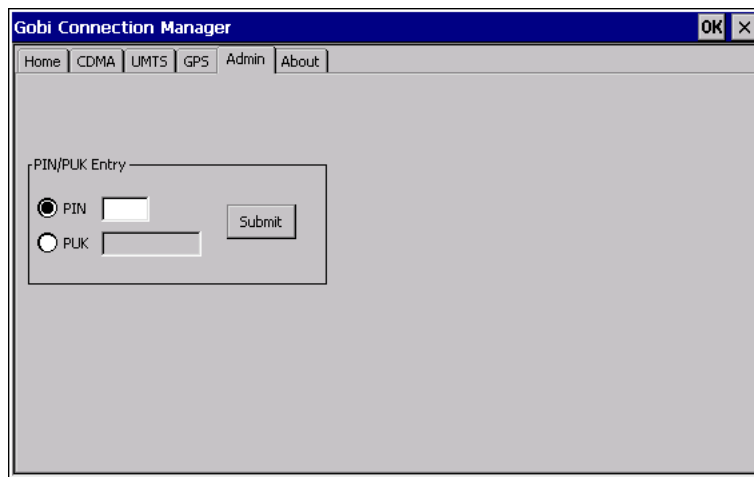 Gobi Connection Manager OK ×
Home CDMA UMTS GPS Admin About
PIN/PUK Entry
PIN
Submit
PUK